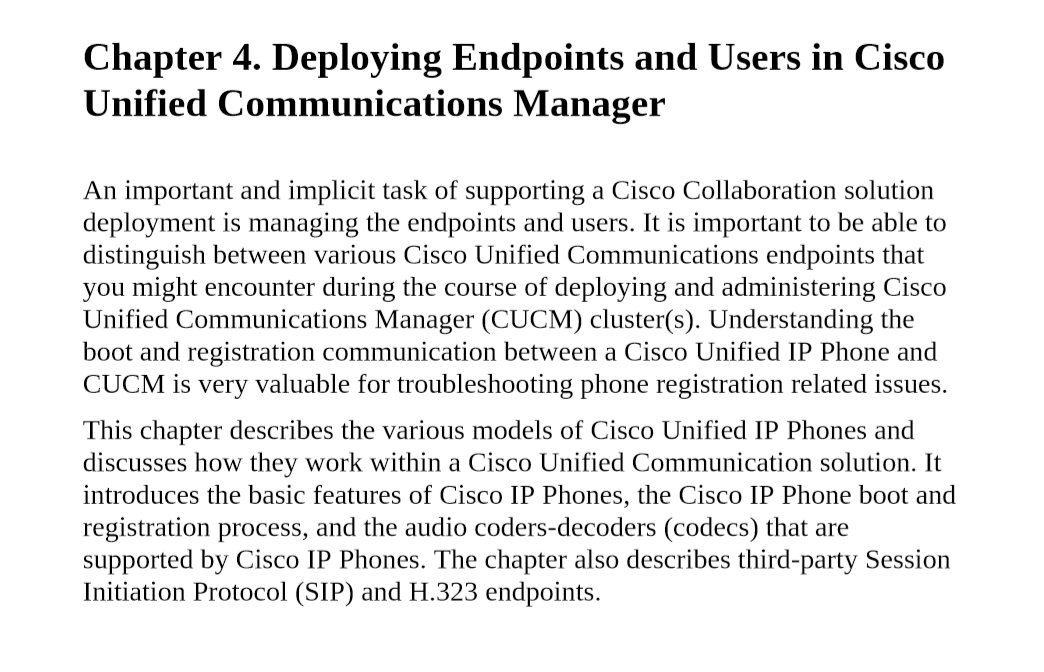 Chapter 4. Deploying Endpoints and Users in Cisco
Unified Communications Manager
An important and implicit task of supporting a Cisco Collaboration solution
deployment is managing the endpoints and users. It is important to be able to
distinguish between various Cisco Unified Communications endpoints that
you might encounter during the course of deploying and administering Cisco
Unified Communications Manager (CUCM) cluster(s). Understanding the
boot and registration communication between a Cisco Unified IP Phone and
CUCM is very valuable for troubleshooting phone registration related issues.
This chapter describes the various models of Cisco Unified IP Phones and
discusses how they work within a Cisco Unified Communication solution. It
introduces the basic features of Cisco IP Phones, the Cisco IP Phone boot and
registration process, and the audio coders-decoders (codecs) that are
supported by Cisco IP Phones. The chapter also describes third-party Session
Initiation Protocol (SIP) and H.323 endpoints.